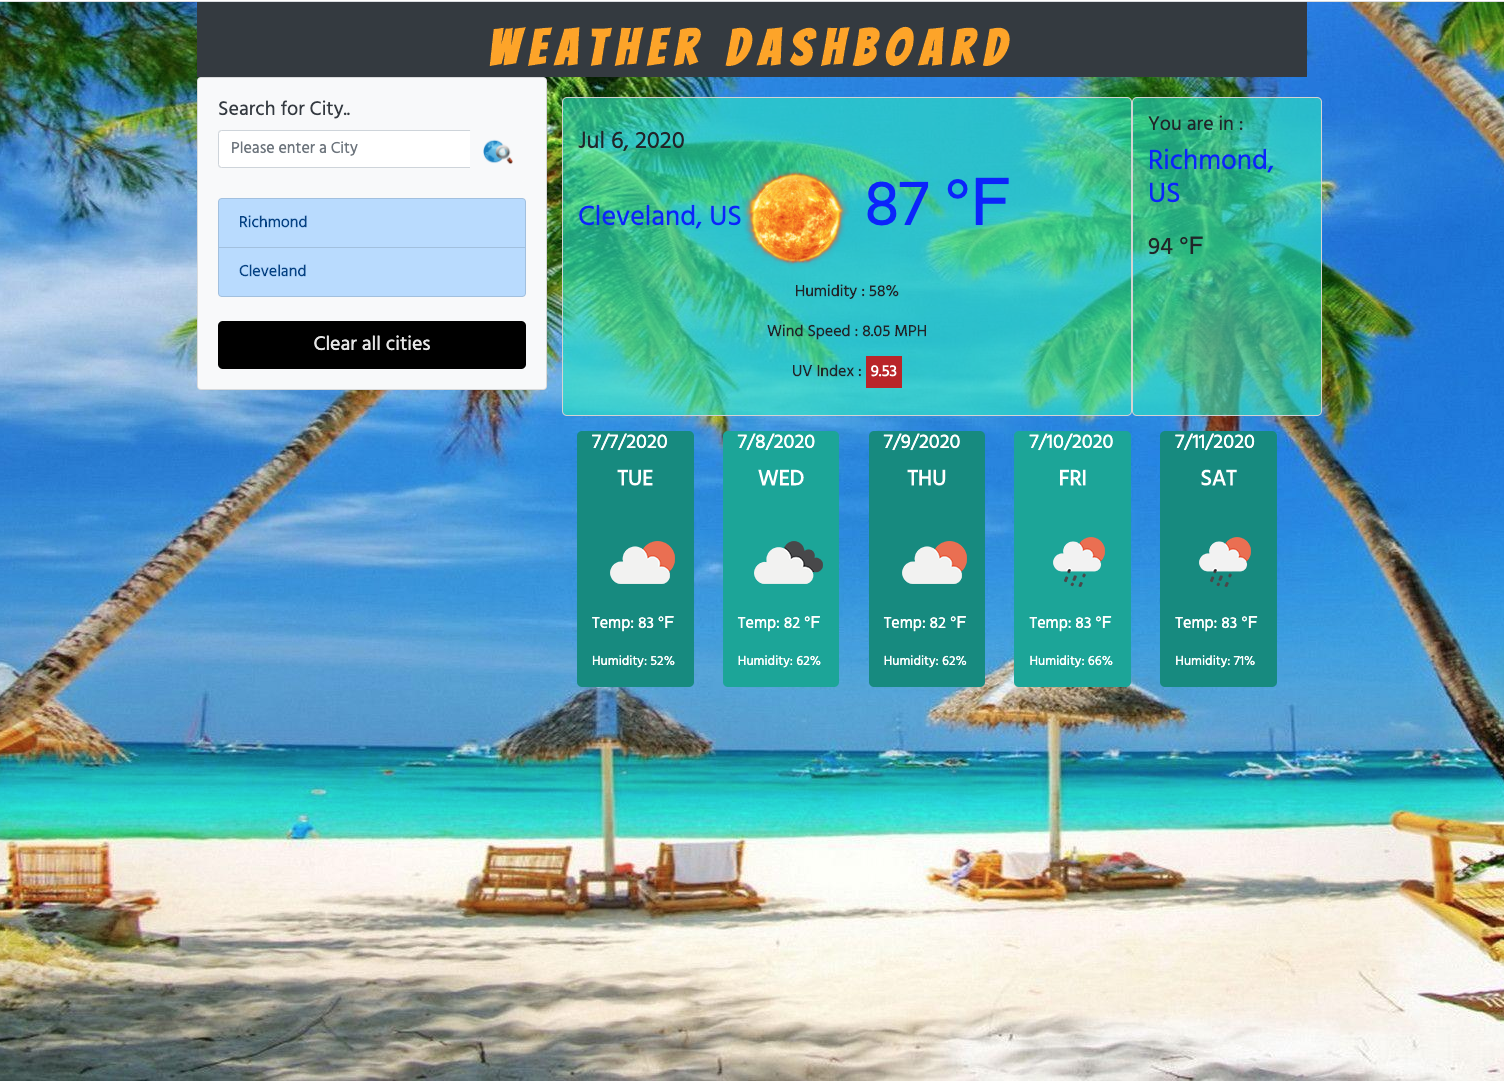 WEATHER DASHBOARD
Search for City..
Please enter a City
Richmond
Cleveland
Clear all cities
Jul 6, 2020
Cleveland, US
87 °F
Humidity : 58%
Wind Speed : 8.05 MPH
UV Index : 9.53
You are in :
Richmond,
US
94 °F
7/7/2020
TUE
Temp: 83 °F
Humidity: 52%
7/8/2020
WED
Temp: 82 °F
Humidity: 62%
7/9/2020
THU
Temp: 82 °F
Humidity: 62%
7/10/2020
FRI
Temp: 83 °F
Humidity: 66%
7/11/2020
SAT
Temp: 83 °F
Humidity: 71%